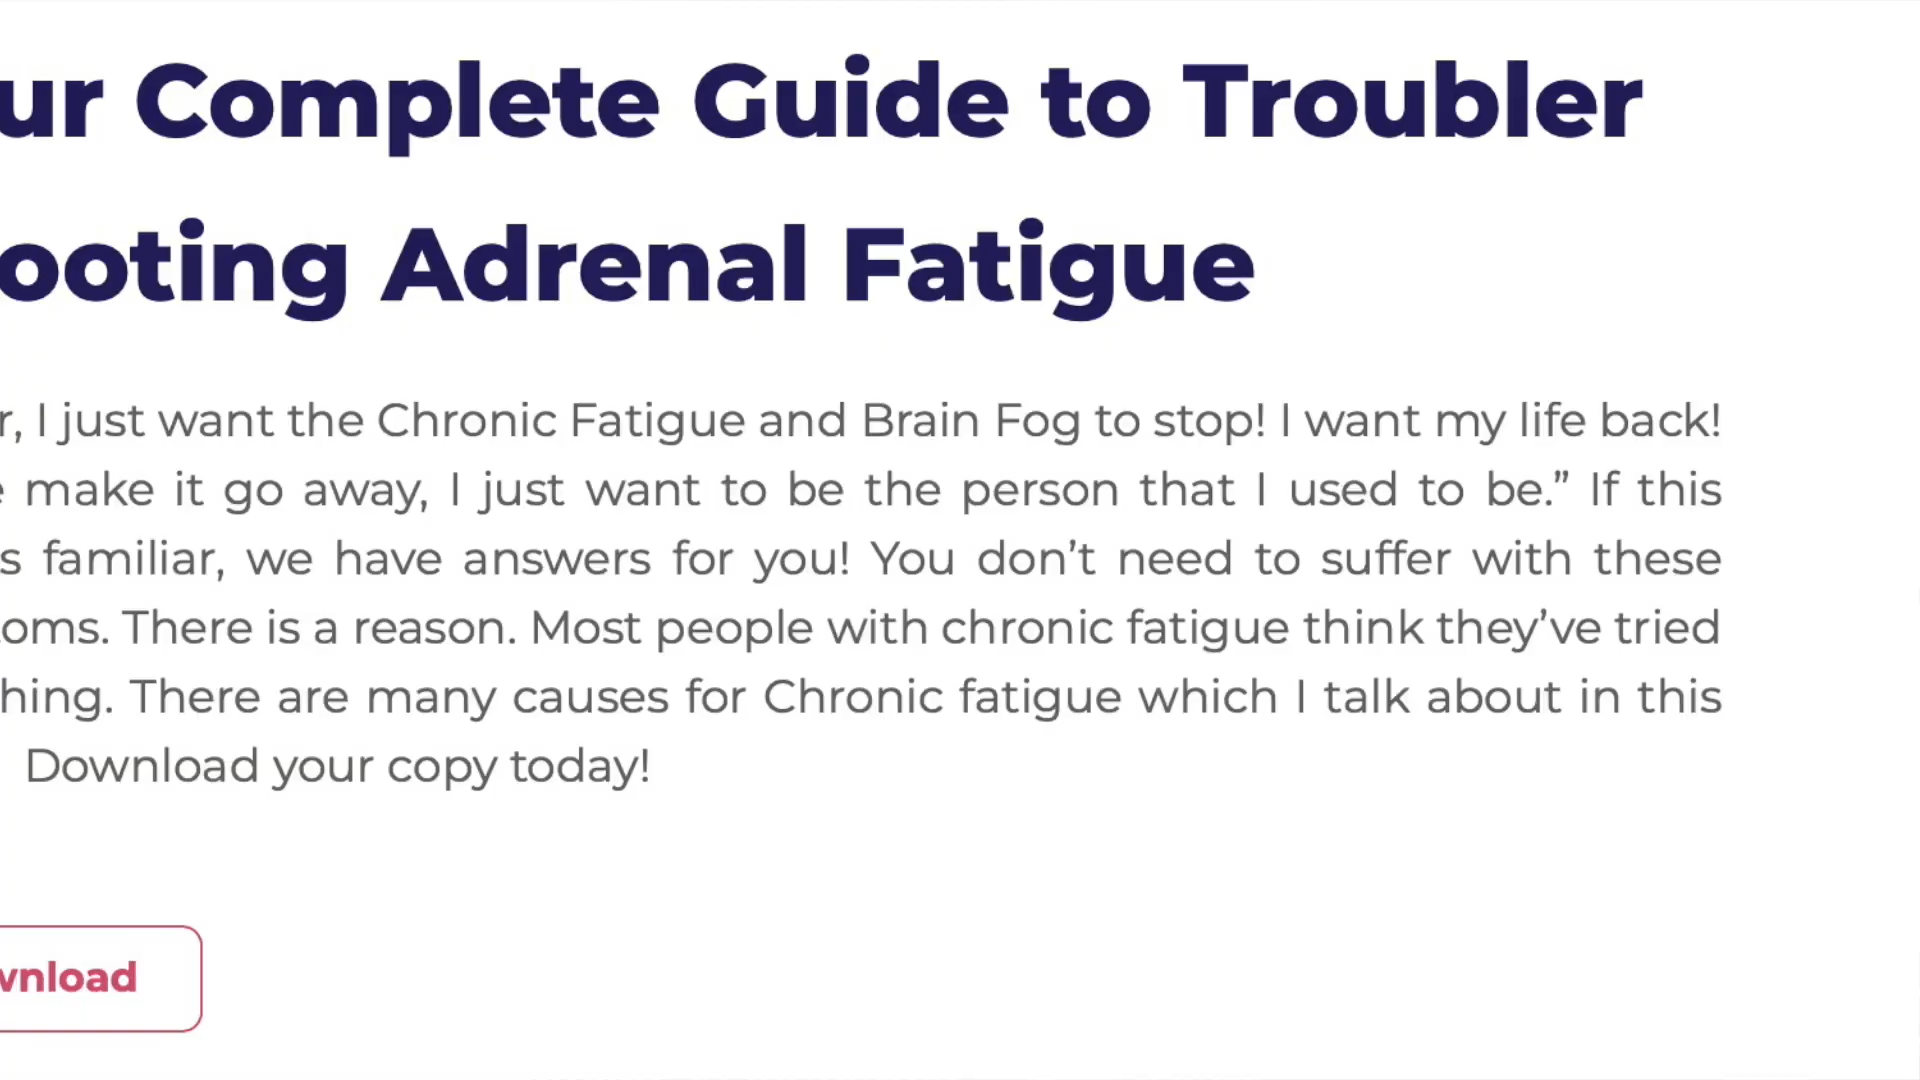 ur Complete Guide to Troubler
ooting Adrenal Fatigue
r, I just want the Chronic Fatigue and Brain Fog to stop! I want my life back!
make it go away, I just want to be the person that I used to be.” If this
s familiar, we have answers for you! You don’t need to suffer with these
oms. There is a reason. Most people with chronic fatigue think they’ve tried
hing. There are many causes for Chronic fatigue which I talk about in this
Download your copy today!
wnload